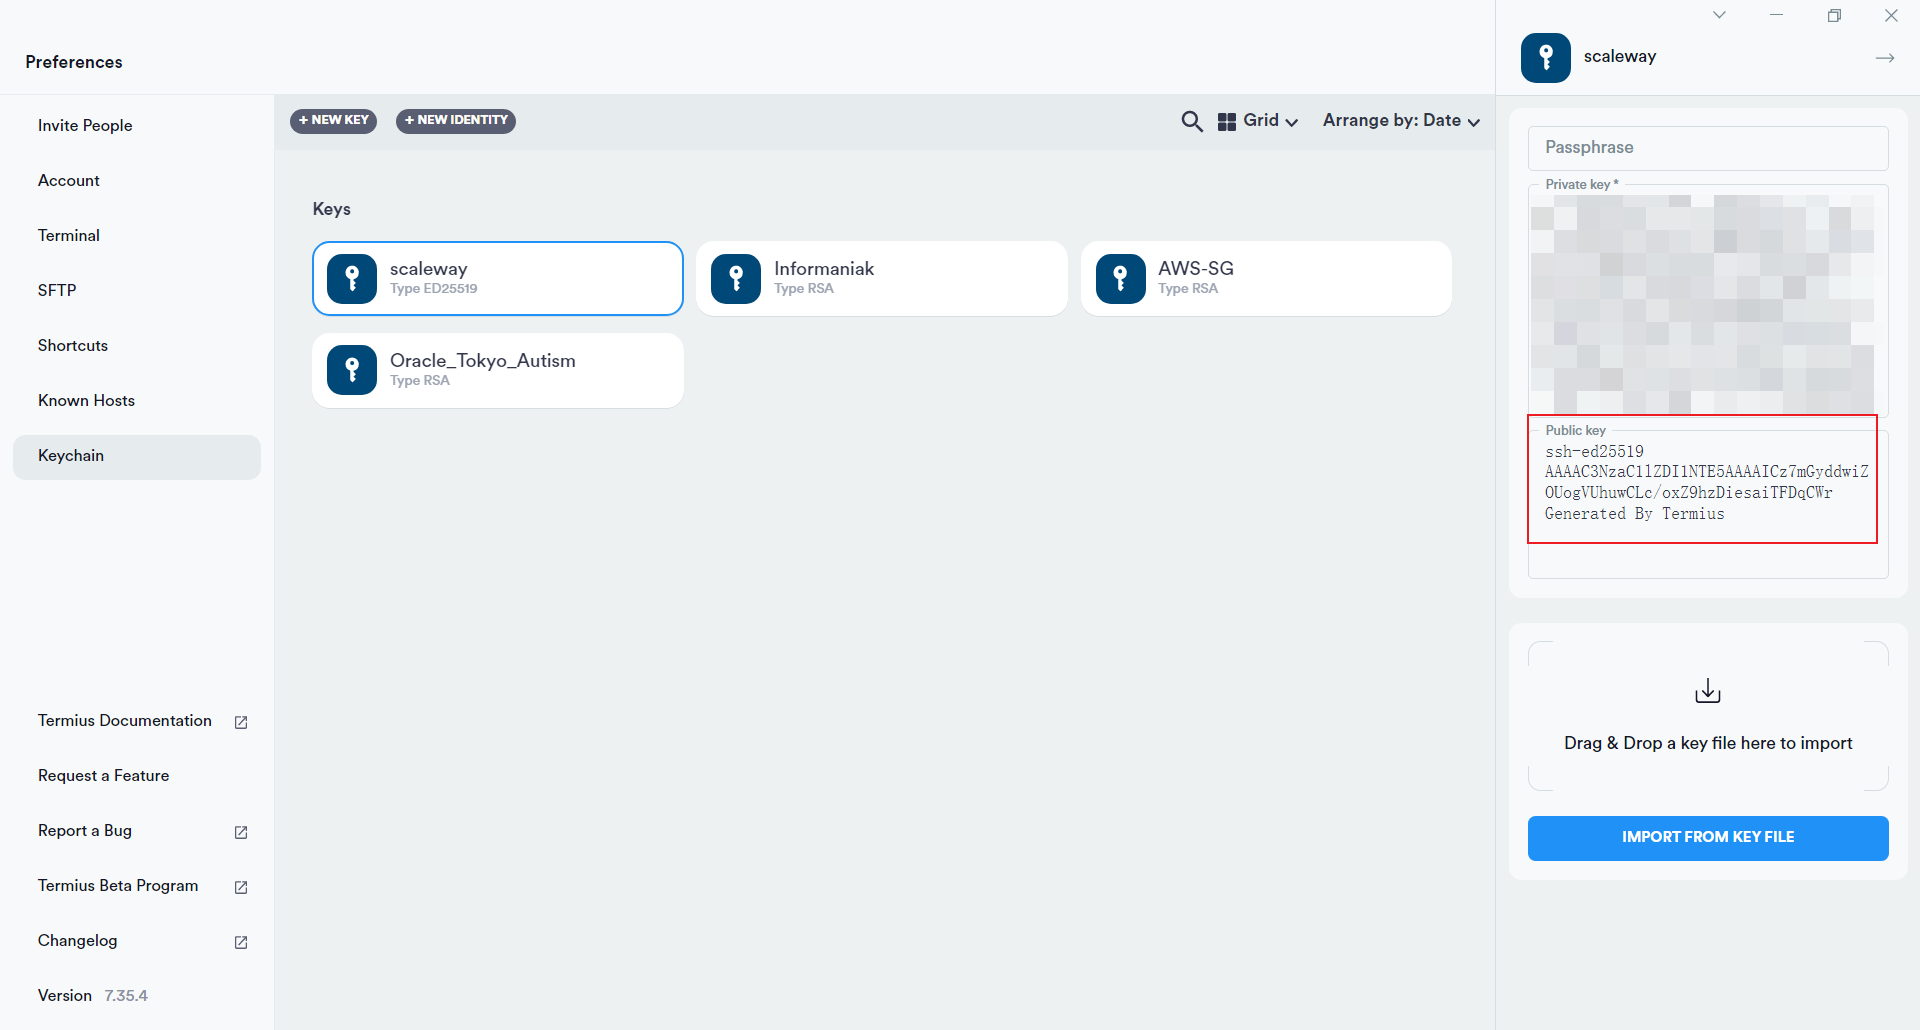 Preferences
Invite People
Account
Terminal
SFTP
Shortcuts
Known Hosts
Keychain
Termius Documentation
Request a Feature
Report a Bug
Termius Beta Program
Changelog
Version 7.35.4
+ NEW KEY
+ NEW IDENTITY
Grid
Arrange by: Date
Keys
scaleway
Type ED25519
Informaniak
Type RSA
AWS-SG
Type RSA
Oracle_Tokyo_Autism
Type RSA
scaleway
Passphrase
Private key *
Public key
ssh-ed25519
AAAAC3NzaC1lZDI1NTE5AAAAICz7mGyddwiZ
OUogVUhuwCLc/oxZ9hzDiesaiTFDqCWr
Generated By Termius
Drag & Drop a key file here to import
IMPORT FROM KEY FILE